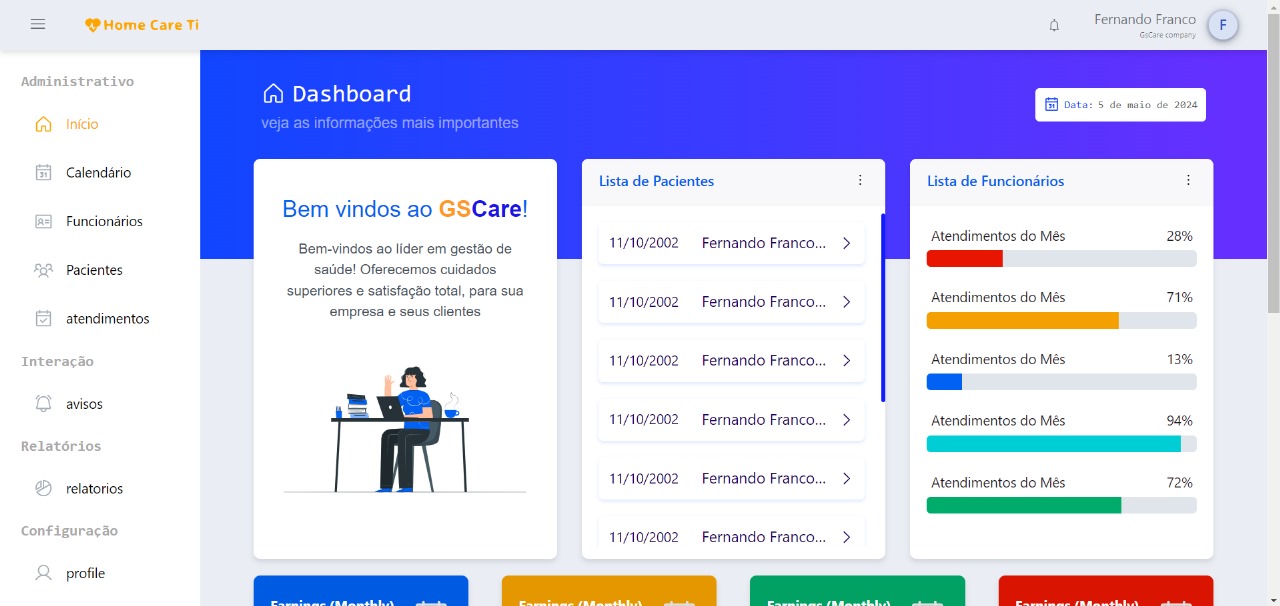 Home Care Ti
Fernando Franco
GsCare company
F
Administrativo
Início
Calendário
Funcionários
Pacientes
atendimentos
Interação
avisos
Relatórios
relatorios
Configuração
profile
Dashboard
veja as informações mais importantes
Data: 5 de maio de 2024
Bem vindos ao GSCare!
Bem-vindos ao líder em gestão de
saúde! Oferecemos cuidados
superiores e satisfação total, para sua
empresa e seus clientes
Lista de Pacientes
11/10/2002 Fernando Franco...
11/10/2002 Fernando Franco...
11/10/2002 Fernando Franco...
11/10/2002 Fernando Franco...
11/10/2002 Fernando Franco...
11/10/2002 Fernando Franco...
Lista de Funcionários
Atendimentos do Mês 28%
Atendimentos do Mês 71%
Atendimentos do Mês 13%
Atendimentos do Mês 94%
Atendimentos do Mês 72%
Earnings (Monthly)
Earnings (Monthly)
Earnings (Monthly)
Earnings (Monthly)